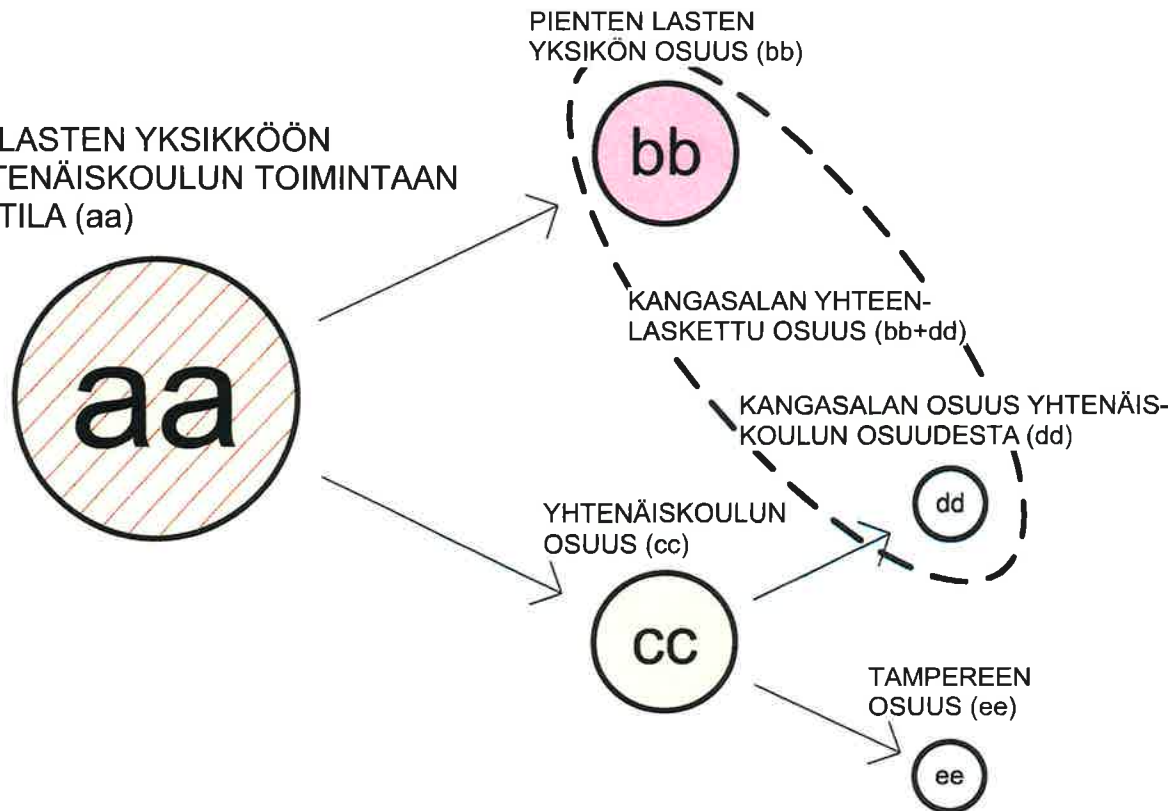 PIENTEN LASTEN
YKSIKÖN OSUUS (bb)
bb
LASTEN YKSIKKÖÖN
TENÄISKOULUN TOIMINTAAN
TILA (aa)
aa
KANGASALAN YHTEEN-
LASKETTU OSUUS (bb+dd)
KANGASALAN OSUUS YHTENÄIS-
KOULUN OSUUDESTA (dd)
dd
YHTENÄISKOULUN
OSUUS (cc)
cc
TAMPEREEN
OSUUS (ee)
ee